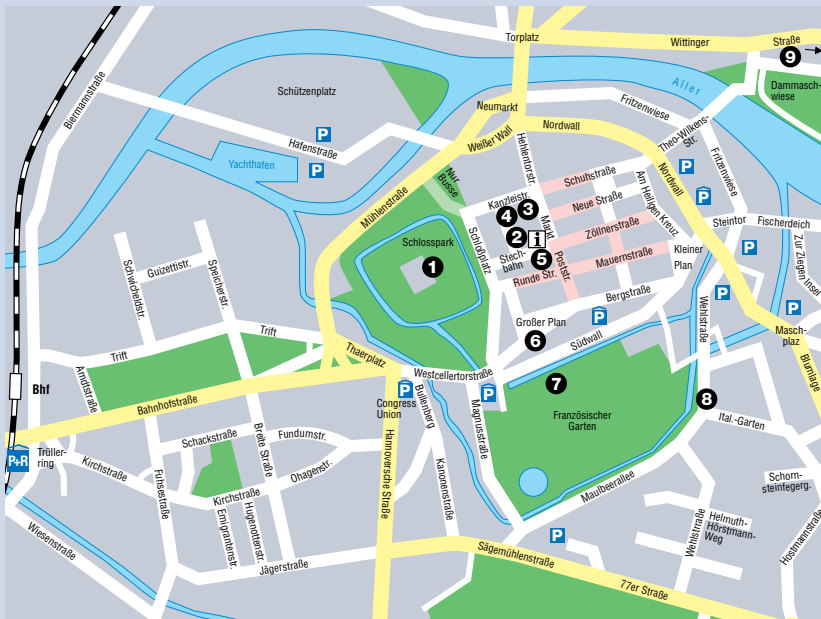 Torplatz
Wittinger
Straße
9
Dammasch-
wiese
Aller
Biermannstraße
Schützenplatz
Neumarkt
Fritzenwiese
P
Hafenstraße
P
Yachthafen
Weißer Wall
Nordwall
Hehlentorstr.
Theo-Wilkens-
Str.
Fritzenwiese
P
Nur
Busse
Mühlenstraße
Schuhstraße
Kanzleistr.
3
4
Neue Straße
Am Heiligen Kreuz
Nordwall
P
Markt
Zöllnerstraße
Steintor
Fischerdeich
2
i
Schlosspark
Schloßplatz
1
Stech-
bahn
5
Poststr.
Mauernstraße
Kleiner
Plan
P
Zur Ziegen Insel
Runde Str.
Guizettistr.
Schwicheldtstr.
Speicherstr.
Bergstraße
P
P
Wehlstraße
Großer Plan
P
6
Südwall
Masch-
plaz
Trift
Trift
Thaerplatz
Westcellertorstraße
Blumlage
Bhf
Arndtstraße
Bahnhofstraße
P
Congress
Union
Bullenberg
P
Magnusstraße
7
Französischer
Garten
8
Ital.-Garten
P+R
Trüller-
ring
Schackstraße
Breite Straße
Fundumstr.
Hannoversche Straße
Kirchstraße
Fuhsestraße
Kirchstraße
Ohagenstr.
Kanonenstraße
Maulbeerallee
Schorn-
steinfegerg.
Emigrantenstr.
Hugenottenstr.
Wiesenstraße
Jägerstraße
P
Sägemühlenstraße
Wehlstraße
Helmuth-
Hörstmann-
Weg
Hostmannstraße
77er Straße